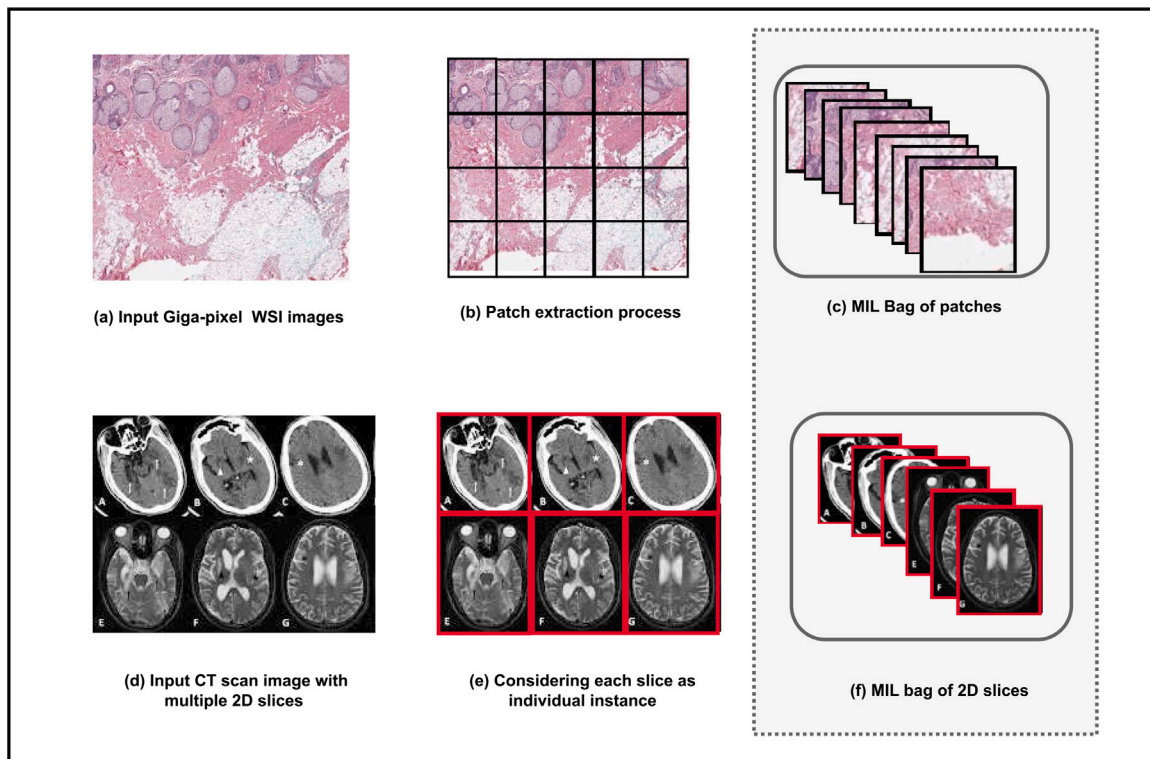 (a) Input Giga-pixel WSI images
(b) Patch extraction process
(c) MIL Bag of patches
A
B
C
E
F
G
(d) Input CT scan image with
multiple 2D slices
A
B
C
E
F
G
(e) Considering each slice as
individual instance
A
B
C
E
F
G
(f) MIL bag of 2D slices